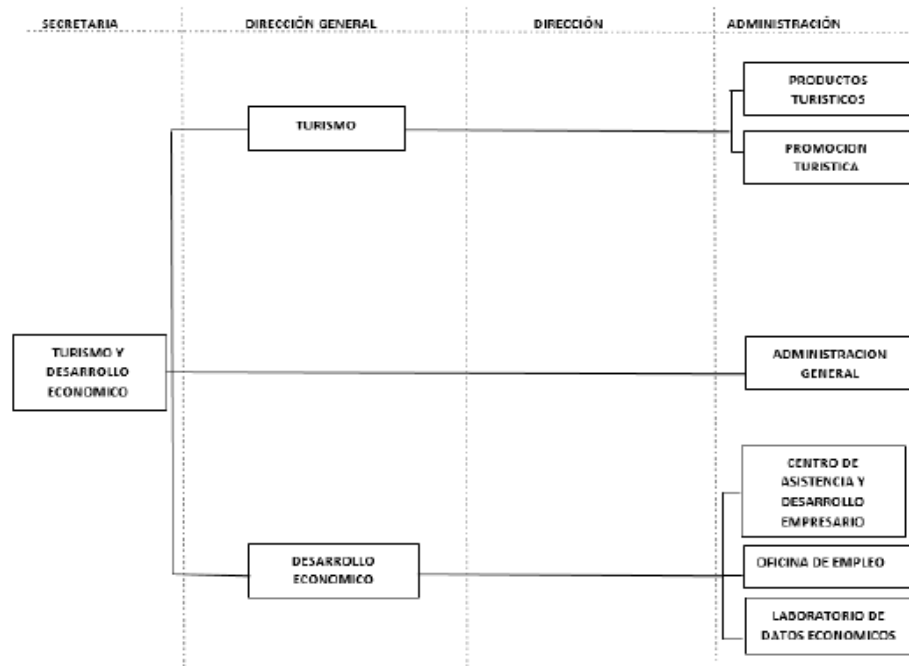 SECRETARIA
DIRECCIÓN GENERAL
DIRECCIÓN
ADMINISTRACIÓN
PRODUCTOS
TURISTICOS
TURISMO
PROMOCION
TURISTICA
TURISMO Y
DESARROLLO
ECONOMICO
ADMINISTRACION
GENERAL
CENTRO DE
ASISTENCIA Y
DESARROLLO
EMPRESARIO
DESARROLLO
ECONOMICO
OFICINA DE EMPLEO
LABORATORIO DE
DATOS ECONOMICOS